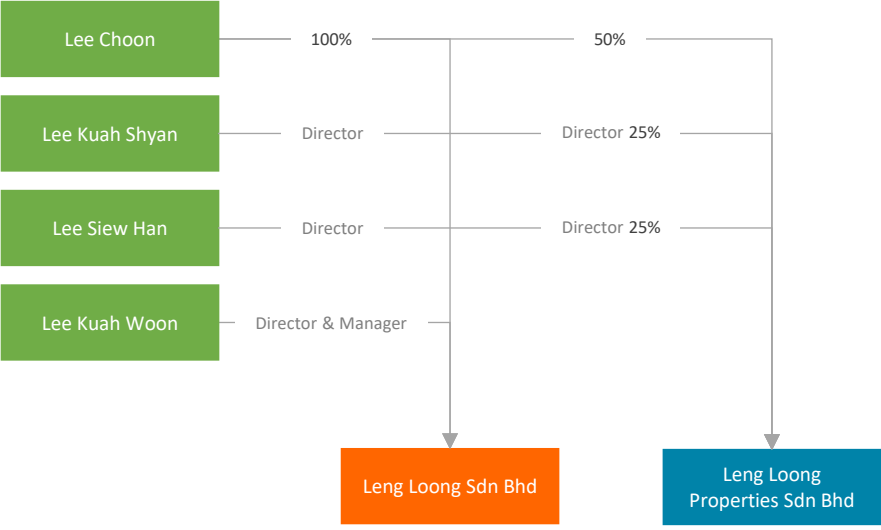 Lee Choon
100%
50%
Lee Kuah Shyan
Director
Director 25%
Lee Siew Han
Director
Director 25%
Lee Kuah Woon
Director & Manager
Leng Loong Sdn Bhd
Leng Loong
Properties Sdn Bhd